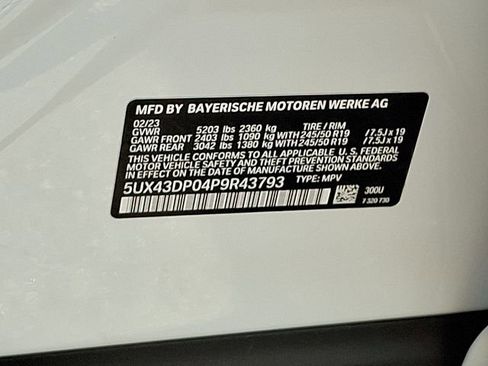 MFD BY BAYERISCHE MOTOREN WERKE AG
02/23 TIRE / RIM
GVWR 5203 lbs 2360 kg
GAWR FRONT 2403 lbs 1090 kg WITH 245/50 R19 /7.5J x 19
GAWR REAR 3042 lbs 1380 kg WITH 245/50 R19 /7.5J x 19
THIS VEHICLE CONFORMS TO ALL APPLICABLE U. S. FEDERAL
MOTOR VEHICLE SAFETY AND THEFT PREVENTION STANDARDS
IN EFFECT ON THE DATE OF MANUFACTURE SHOWN ABOVE.
5UX43DP04P9R43793 TYPE: MPV
300U
7 320 730